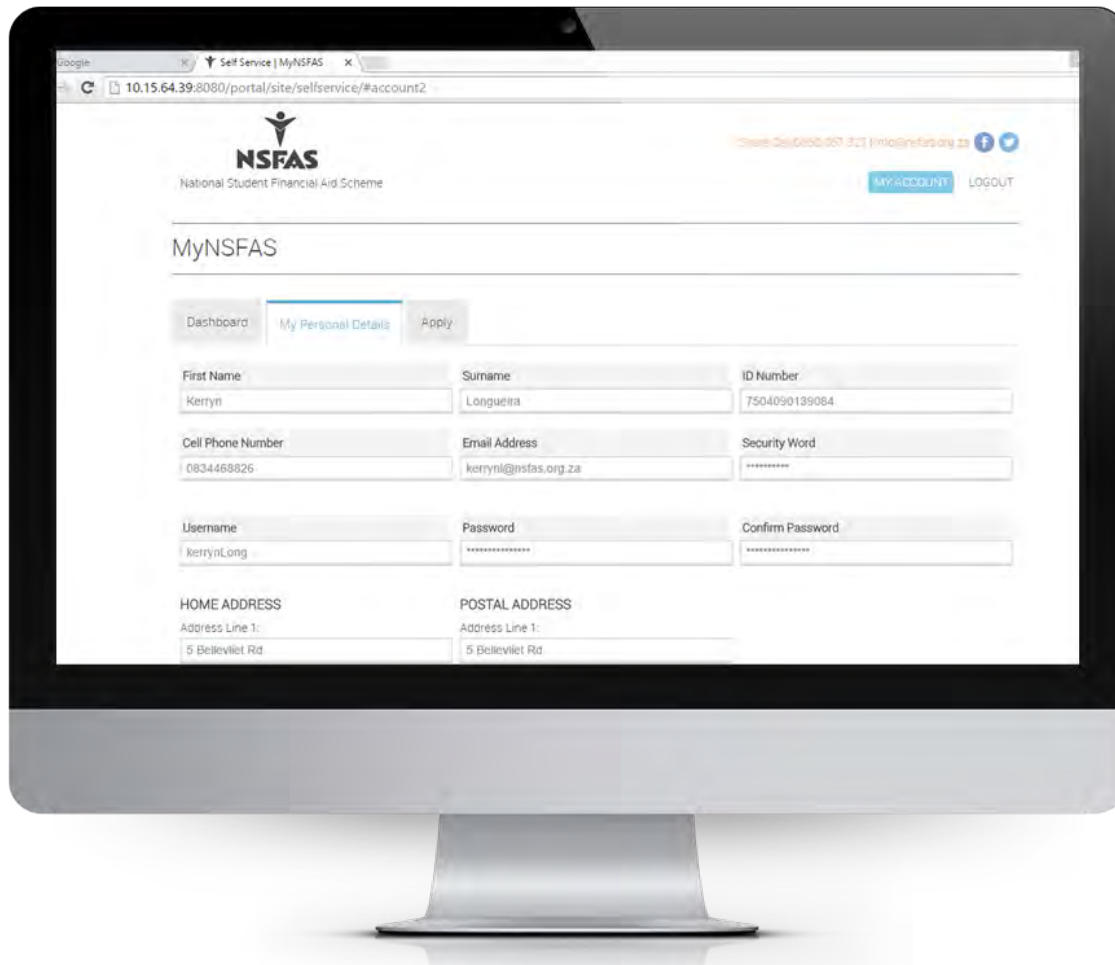 Google
Self Service | MyNSFAS
10.15.64.39:8080/portal/site/selfservice/#account2
NSFAS
National Student Financial Aid Scheme
MY ACCOUNT LOGOUT
MyNSFAS
Dashboard My Personal Details Apply
First Name Surname ID Number
Kerryn Longueira 7504090139084
Cell Phone Number Email Address Security Word
0834468826 kerrynl@nsfas.org.za **********
Username Password Confirm Password
kerrynLong *************** ***************
HOME ADDRESS POSTAL ADDRESS
Address Line 1: Address Line 1:
5 Bellevliet Rd 5 Bellevliet Rd